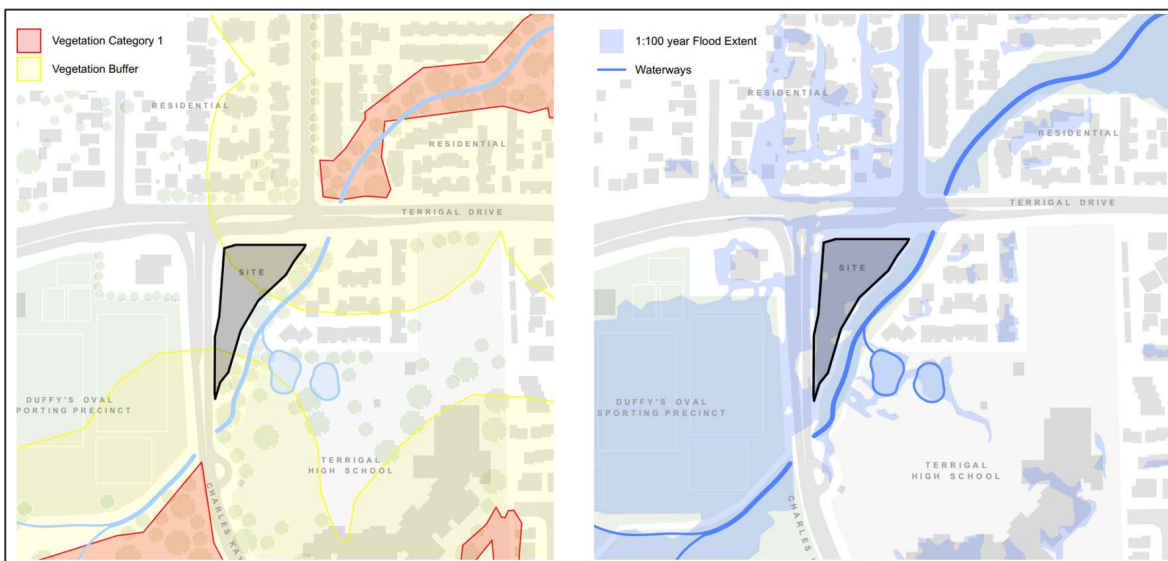 Vegetation Category 1
Vegetation Buffer
RESIDENTIAL
RESIDENTIAL
TERRIGAL DRIVE
SITE
DUFFY'S OVAL
SPORTING PRECINCT
TERRIGAL
HIGH SCHOOL
CHARLES KAY
1:100 year Flood Extent
Waterways
RESIDENTIAL
RESIDENTIAL
TERRIGAL DRIVE
SITE
DUFFY'S OVAL
SPORTING PRECINCT
TERRIGAL
HIGH SCHOOL
CHARLES